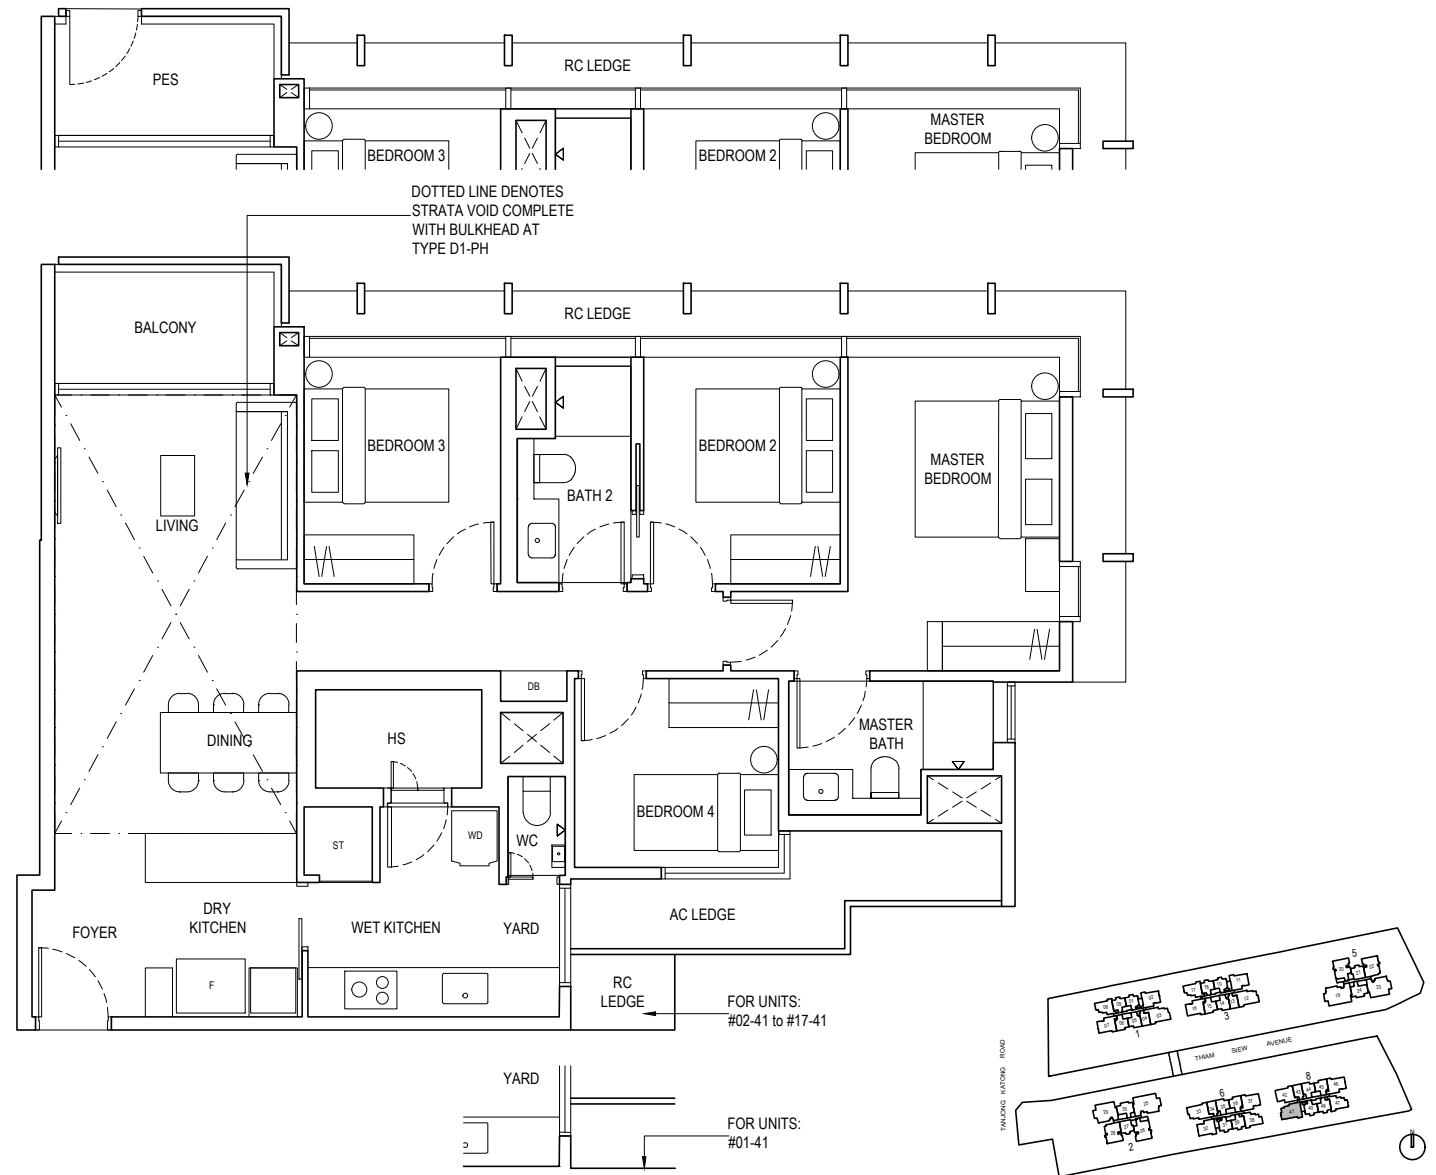 PES
RC LEDGE
BEDROOM 3
BEDROOM 2
MASTER
BEDROOM
DOTTED LINE DENOTES
STRATA VOID COMPLETE
WITH BULKHEAD AT
TYPE D1-PH
BALCONY
RC LEDGE
BEDROOM 3
BEDROOM 2
MASTER
BEDROOM
BATH 2
LIVING
DB
DINING
HS
MASTER
BATH
BEDROOM 4
ST
WD
WC
AC LEDGE
FOYER
DRY
KITCHEN
WET KITCHEN
YARD
F
RC
LEDGE
FOR UNITS:
#02-41 to #17-41
YARD
FOR UNITS:
#01-41
TANJONG KATONG ROAD
THIAM SIEW AVENUE
1
3
5
2
6
8
41
N